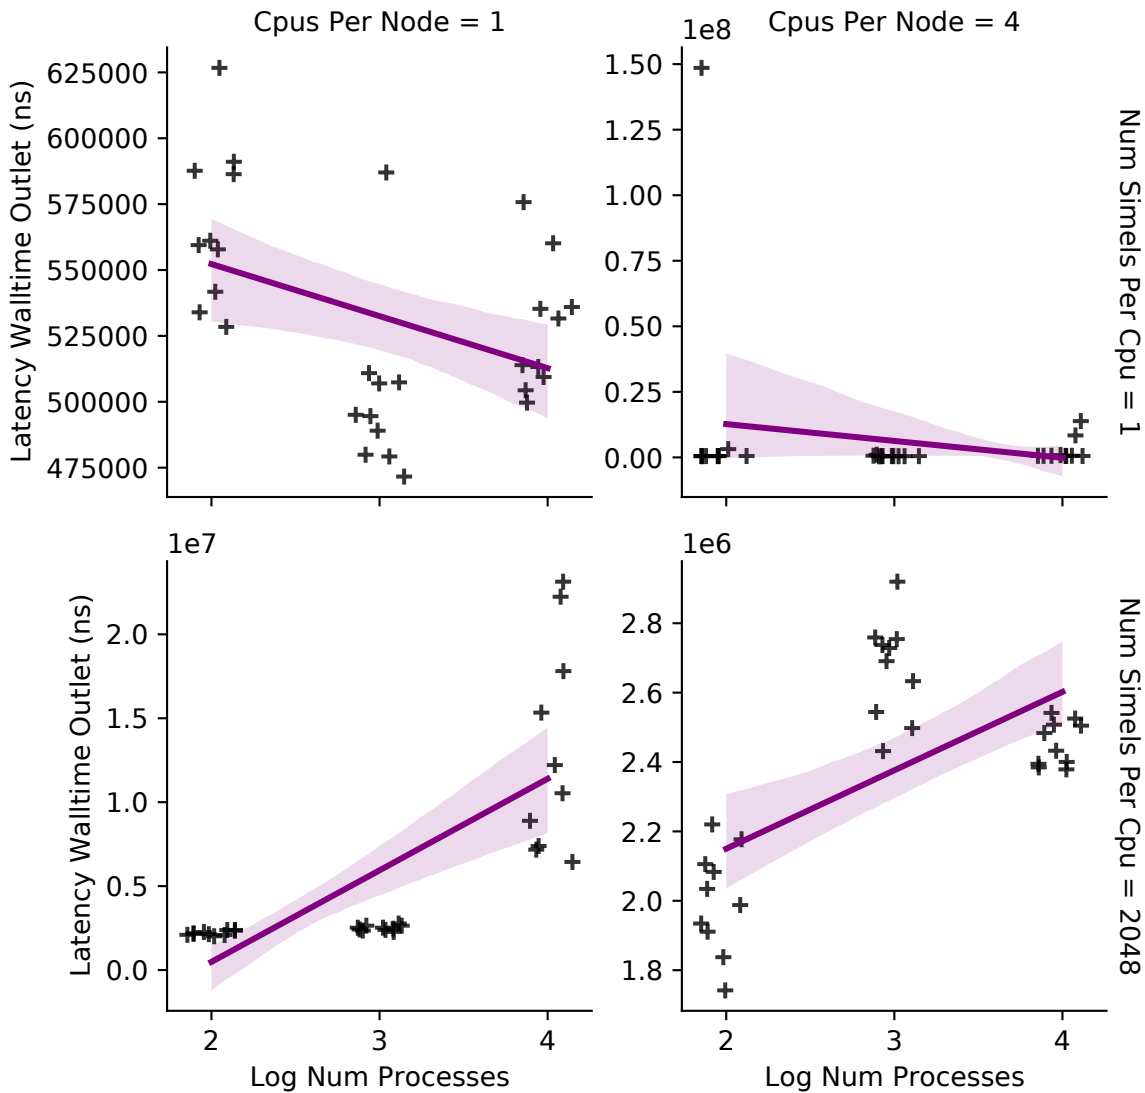 Cpus Per Node = 1
Cpus Per Node = 4
1e8
Latency Walltime Outlet (ns)
625000
600000
575000
550000
525000
500000
475000
1.50
1.25
1.00
0.75
0.50
0.25
0.00
Num Simels Per Cpu = 1
1e7
1e6
Latency Walltime Outlet (ns)
2.0
1.5
1.0
0.5
0.0
2.8
2.6
2.4
2.2
2.0
1.8
Num Simels Per Cpu = 2048
2
3
4
2
3
4
Log Num Processes
Log Num Processes